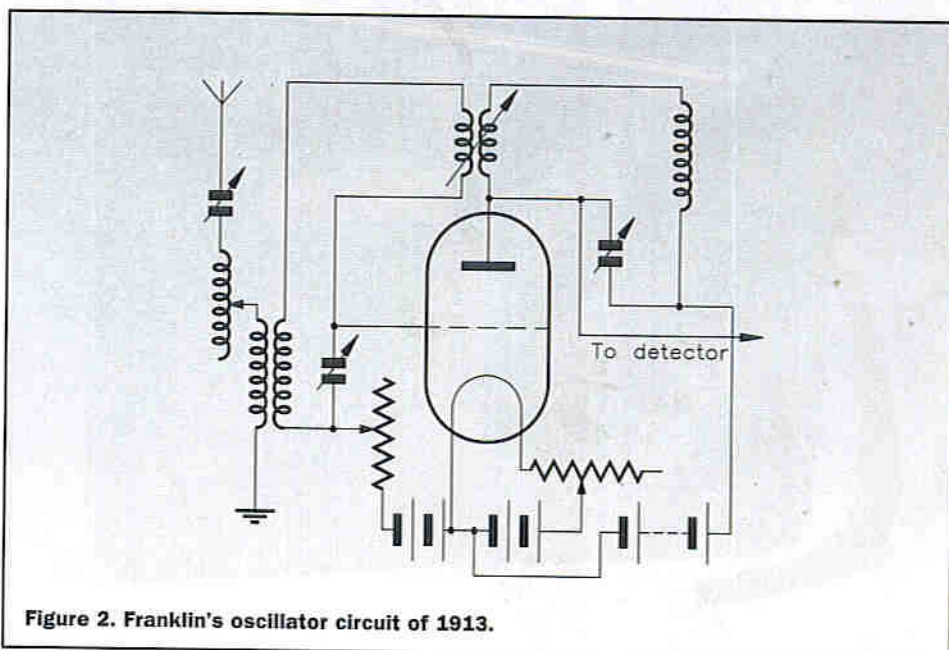 To detector
Figure 2. Franklin's oscillator circuit of 1913.